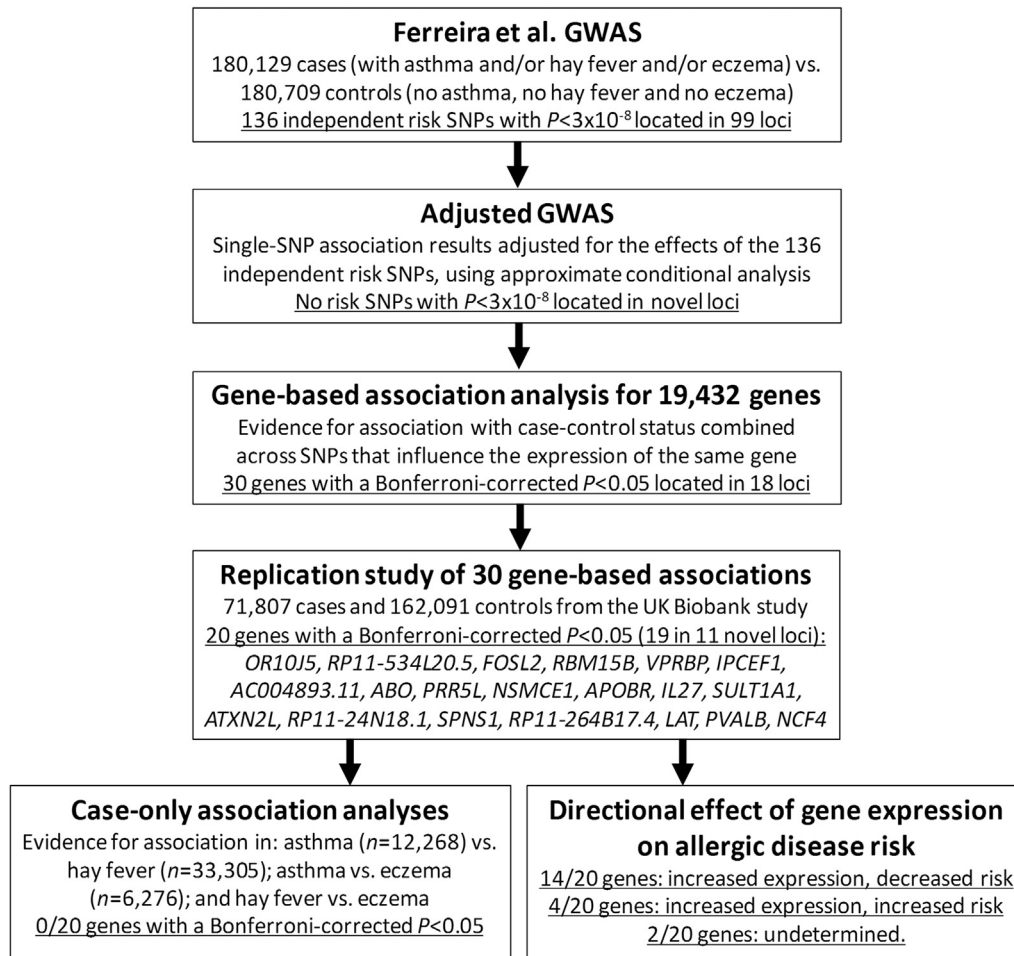 Ferreira et al. GWAS
180,129 cases (with asthma and/or hay fever and/or eczema) vs.
180,709 controls (no asthma, no hay fever and no eczema)
136 independent risk SNPs with P<3x10⁻⁸ located in 99 loci
Adjusted GWAS
Single-SNP association results adjusted for the effects of the 136
independent risk SNPs, using approximate conditional analysis
No risk SNPs with P<3x10⁻⁸ located in novel loci
Gene-based association analysis for 19,432 genes
Evidence for association with case-control status combined
across SNPs that influence the expression of the same gene
30 genes with a Bonferroni-corrected P<0.05 located in 18 loci
Replication study of 30 gene-based associations
71,807 cases and 162,091 controls from the UK Biobank study
20 genes with a Bonferroni-corrected P<0.05 (19 in 11 novel loci):
OR10J5, RP11-534L20.5, FOSL2, RBM15B, VPRBP, IPCEF1,
AC004893.11, ABO, PRR5L, NSMCE1, APOBR, IL27, SULT1A1,
ATXN2L, RP11-24N18.1, SPNS1, RP11-264B17.4, LAT, PVALB, NCF4
Case-only association analyses
Evidence for association in: asthma (n=12,268) vs.
hay fever (n=33,305); asthma vs. eczema
(n=6,276); and hay fever vs. eczema
0/20 genes with a Bonferroni-corrected P<0.05
Directional effect of gene expression
on allergic disease risk
14/20 genes: increased expression, decreased risk
4/20 genes: increased expression, increased risk
2/20 genes: undetermined.